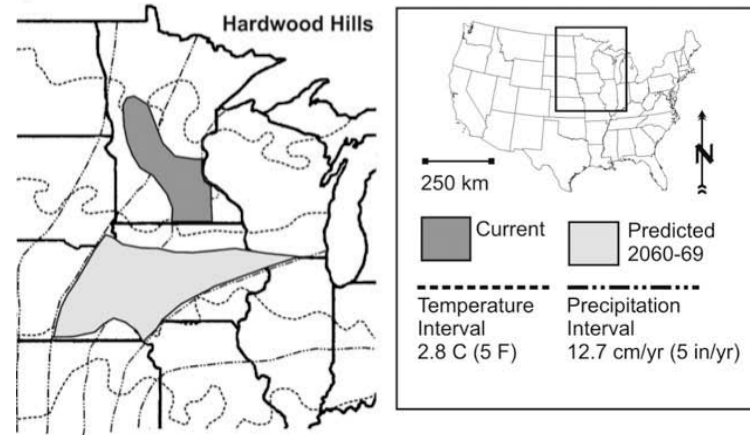 Hardwood Hills
N
250 km
Current
Predicted
2060-69
Temperature
Interval
2.8 C (5 F)
Precipitation
Interval
12.7 cm/yr (5 in/yr)